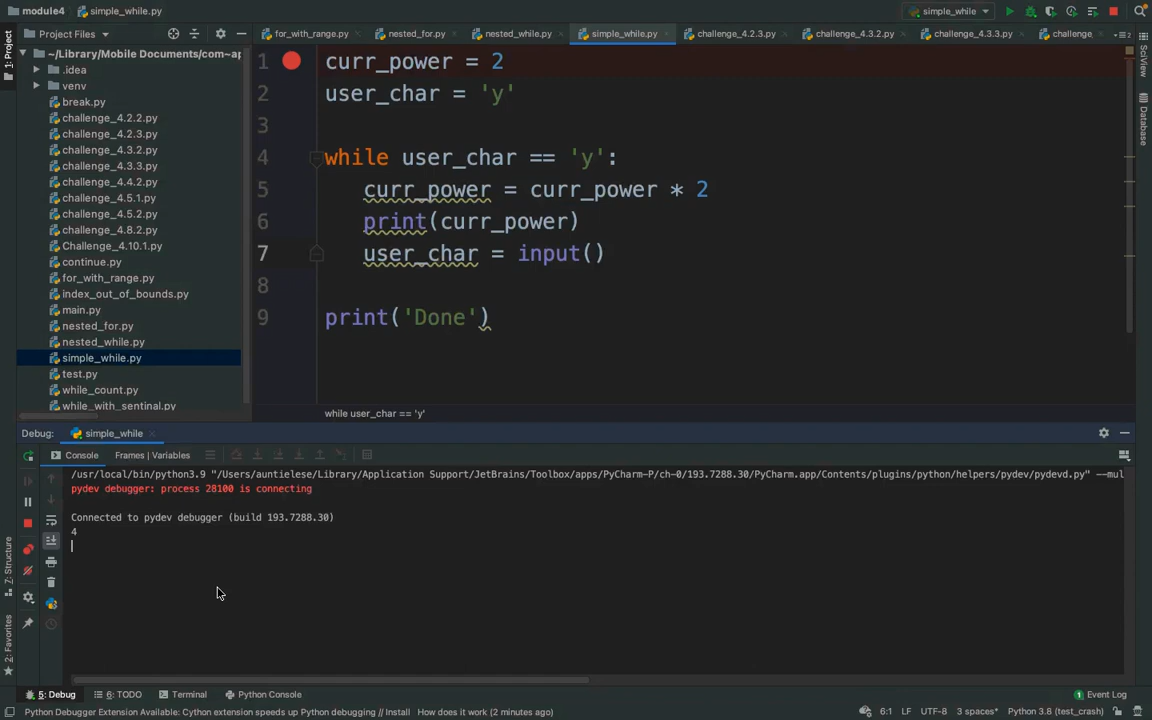 module4 simple_while.py simple_while
Project Files for_with_range.py nested_for.py nested_while.py simple_while.py challenge_4.2.3.py challenge_4.3.2.py challenge_4.3.3.py challenge
1: Project
SciView
Database
~/Library/Mobile Documents/com~ap
.idea
venv
break.py
challenge_4.2.2.py
challenge_4.2.3.py
challenge_4.3.2.py
challenge_4.3.3.py
challenge_4.4.2.py
challenge_4.5.1.py
challenge_4.5.2.py
challenge_4.8.2.py
Challenge_4.10.1.py
continue.py
for_with_range.py
index_out_of_bounds.py
main.py
nested_for.py
nested_while.py
simple_while.py
test.py
while_count.py
while_with_sentinal.py
1 curr_power = 2
2 user_char = 'y'
3
4 while user_char == 'y':
5 curr_power = curr_power * 2
6 print(curr_power)
7 user_char = input()
8
9 print('Done')
while user_char == 'y'
Debug: simple_while
Console Frames | Variables
/usr/local/bin/python3.9 "/Users/auntielese/Library/Application Support/JetBrains/Toolbox/apps/PyCharm-P/ch-0/193.7288.30/PyCharm.app/Contents/plugins/python/helpers/pydev/pydevd.py" --mul
pydev debugger: process 28100 is connecting
Connected to pydev debugger (build 193.7288.30)
4
7: Structure
2: Favorites
5: Debug 6: TODO Terminal Python Console 1 Event Log
Python Debugger Extension Available: Cython extension speeds up Python debugging // Install How does it work (2 minutes ago) 6:1 LF UTF-8 3 spaces* Python 3.8 (test_crash)